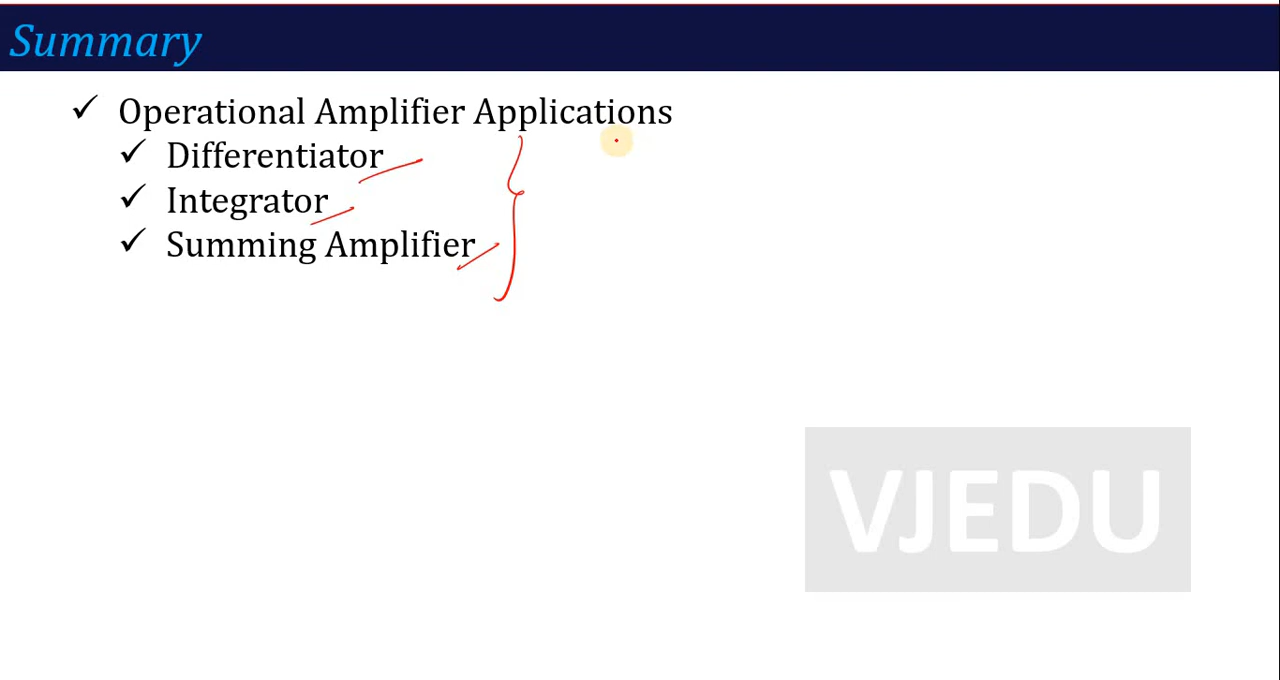 Summary
✓ Operational Amplifier Applications
✓ Differentiator
✓ Integrator
✓ Summing Amplifier
VJEDU